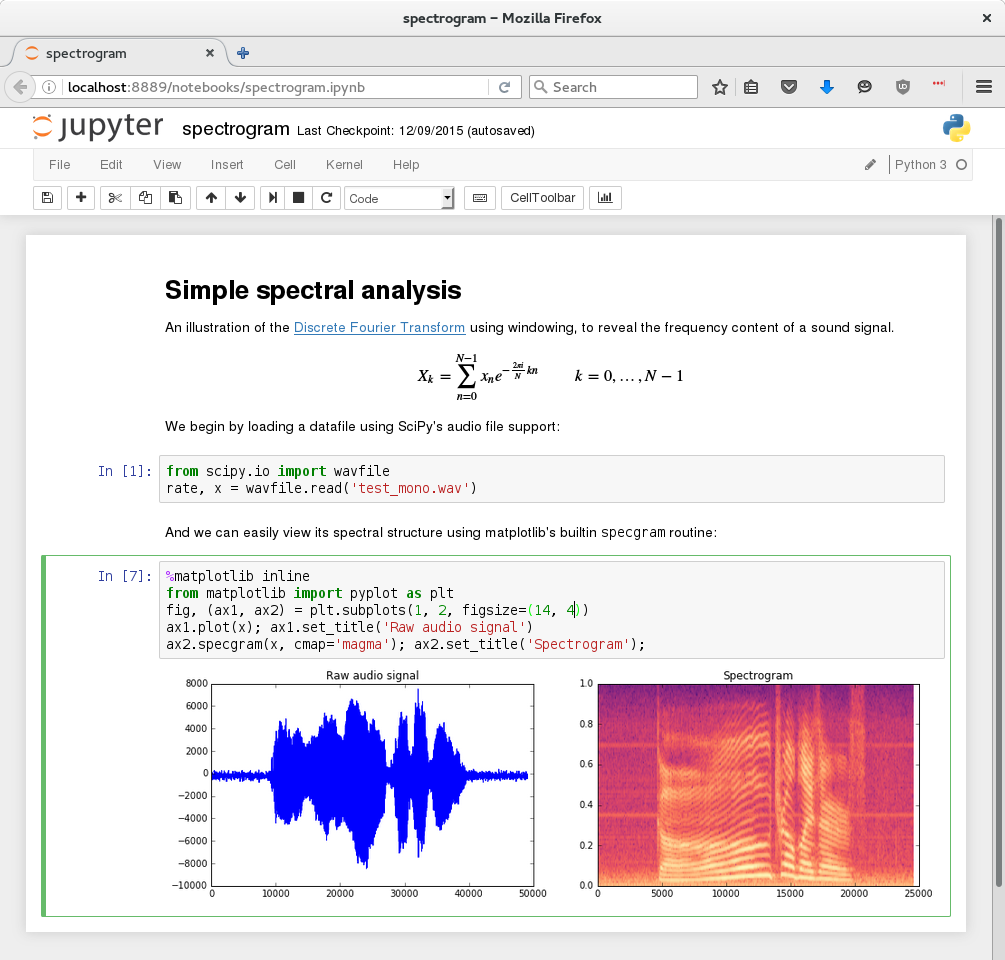 spectrogram – Mozilla Firefox
spectrogram
localhost:8889/notebooks/spectrogram.ipynb
Search
jupyter spectrogram Last Checkpoint: 12/09/2015 (autosaved)
File Edit View Insert Cell Kernel Help Python 3
Code CellToolbar
Simple spectral analysis
An illustration of the Discrete Fourier Transform using windowing, to reveal the frequency content of a sound signal.
X_k = ∑_{n=0}^{N−1} x_n e^{−\frac{2πi}{N}kn} k = 0, …, N − 1
We begin by loading a datafile using SciPy's audio file support:
In [1]: from scipy.io import wavfile
rate, x = wavfile.read('test_mono.wav')
And we can easily view its spectral structure using matplotlib's builtin specgram routine:
In [7]: %matplotlib inline
from matplotlib import pyplot as plt
fig, (ax1, ax2) = plt.subplots(1, 2, figsize=(14, 4))
ax1.plot(x); ax1.set_title('Raw audio signal')
ax2.specgram(x, cmap='magma'); ax2.set_title('Spectrogram');
Raw audio signal
8000
6000
4000
2000
0
−2000
−4000
−6000
−8000
−10000
0 10000 20000 30000 40000 50000
Spectrogram
1.0
0.8
0.6
0.4
0.2
0.0
0 5000 10000 15000 20000 25000